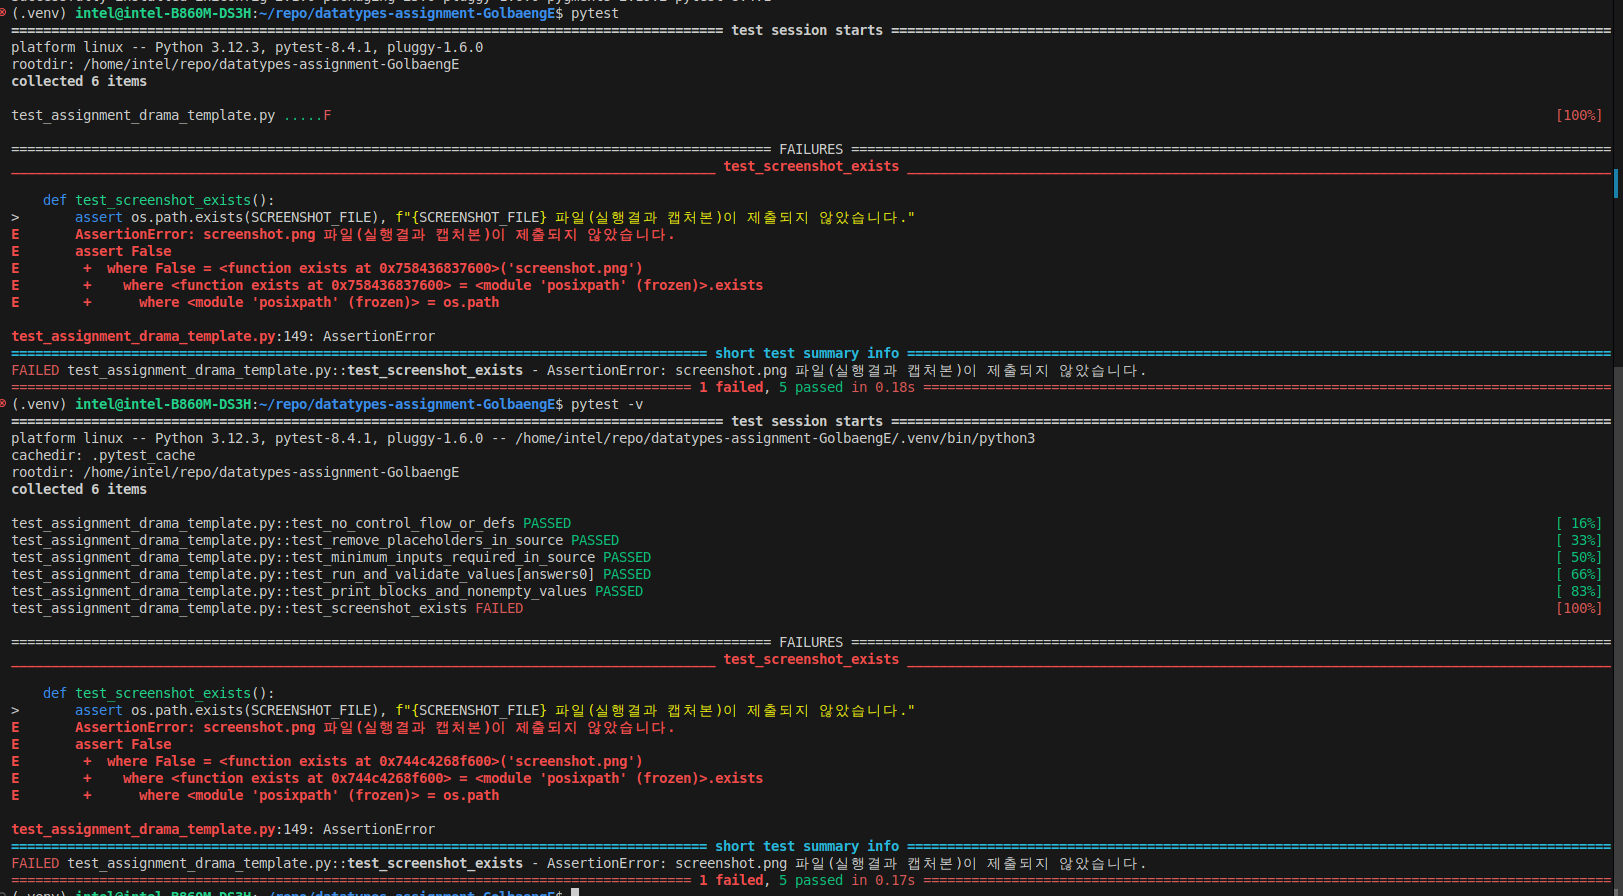 (.venv) intel@intel-B860M-DS3H:~/repo/datatypes-assignment-GolbaengE$ pytest
test session starts
platform linux -- Python 3.12.3, pytest-8.4.1, pluggy-1.6.0
rootdir: /home/intel/repo/datatypes-assignment-GolbaengE
collected 6 items
test_assignment_drama_template.py .....F [100%]
FAILURES
test_screenshot_exists
def test_screenshot_exists():
> assert os.path.exists(SCREENSHOT_FILE), f"{SCREENSHOT_FILE} 파일(실행결과 캡처본)이 제출되지 않았습니다."
E AssertionError: screenshot.png 파일(실행결과 캡처본)이 제출되지 않았습니다.
E assert False
E + where False = <function exists at 0x758436837600>('screenshot.png')
E + where <function exists at 0x758436837600> = <module 'posixpath' (frozen)>.exists
E + where <module 'posixpath' (frozen)> = os.path
test_assignment_drama_template.py:149: AssertionError
short test summary info
FAILED test_assignment_drama_template.py::test_screenshot_exists - AssertionError: screenshot.png 파일(실행결과 캡처본)이 제출되지 않았습니다.
1 failed, 5 passed in 0.18s
(.venv) intel@intel-B860M-DS3H:~/repo/datatypes-assignment-GolbaengE$ pytest -v
test session starts
platform linux -- Python 3.12.3, pytest-8.4.1, pluggy-1.6.0 -- /home/intel/repo/datatypes-assignment-GolbaengE/.venv/bin/python3
cachedir: .pytest_cache
rootdir: /home/intel/repo/datatypes-assignment-GolbaengE
collected 6 items
test_assignment_drama_template.py::test_no_control_flow_or_defs PASSED [ 16%]
test_assignment_drama_template.py::test_remove_placeholders_in_source PASSED [ 33%]
test_assignment_drama_template.py::test_minimum_inputs_required_in_source PASSED [ 50%]
test_assignment_drama_template.py::test_run_and_validate_values[answers0] PASSED [ 66%]
test_assignment_drama_template.py::test_print_blocks_and_nonempty_values PASSED [ 83%]
test_assignment_drama_template.py::test_screenshot_exists FAILED [100%]
FAILURES
test_screenshot_exists
def test_screenshot_exists():
> assert os.path.exists(SCREENSHOT_FILE), f"{SCREENSHOT_FILE} 파일(실행결과 캡처본)이 제출되지 않았습니다."
E AssertionError: screenshot.png 파일(실행결과 캡처본)이 제출되지 않았습니다.
E assert False
E + where False = <function exists at 0x744c4268f600>('screenshot.png')
E + where <function exists at 0x744c4268f600> = <module 'posixpath' (frozen)>.exists
E + where <module 'posixpath' (frozen)> = os.path
test_assignment_drama_template.py:149: AssertionError
short test summary info
FAILED test_assignment_drama_template.py::test_screenshot_exists - AssertionError: screenshot.png 파일(실행결과 캡처본)이 제출되지 않았습니다.
1 failed, 5 passed in 0.17s
(.venv) intel@intel-B860M-DS3H:~/repo/datatypes-assignment-GolbaengE$